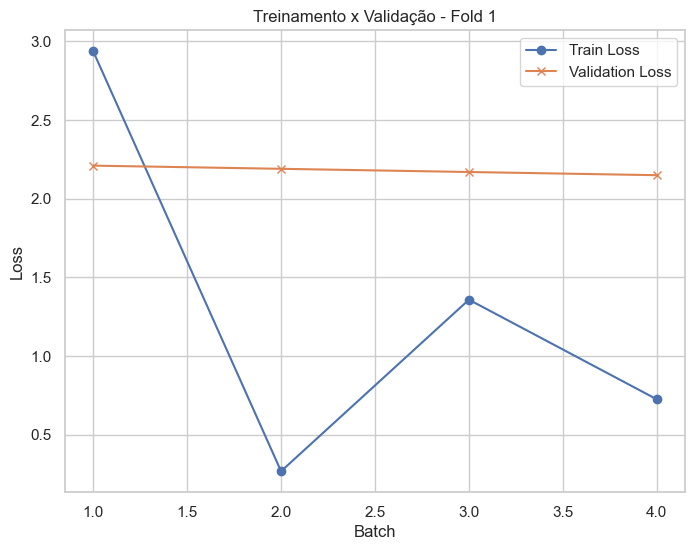 Treinamento x Validação - Fold 1
Train Loss
Validation Loss
3.0
2.5
2.0
1.5
1.0
0.5
Loss
1.0 1.5 2.0 2.5 3.0 3.5 4.0
Batch